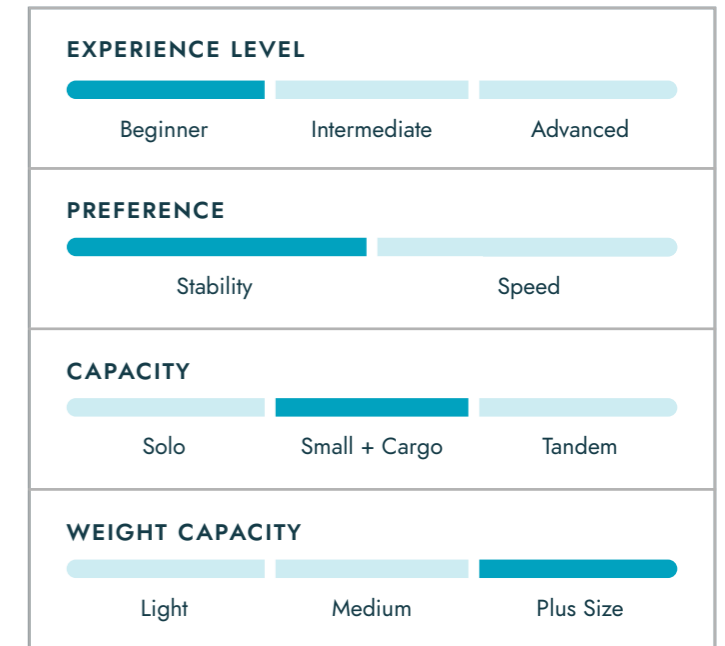 EXPERIENCE LEVEL
Beginner Intermediate Advanced
PREFERENCE
Stability Speed
CAPACITY
Solo Small + Cargo Tandem
WEIGHT CAPACITY
Light Medium Plus Size